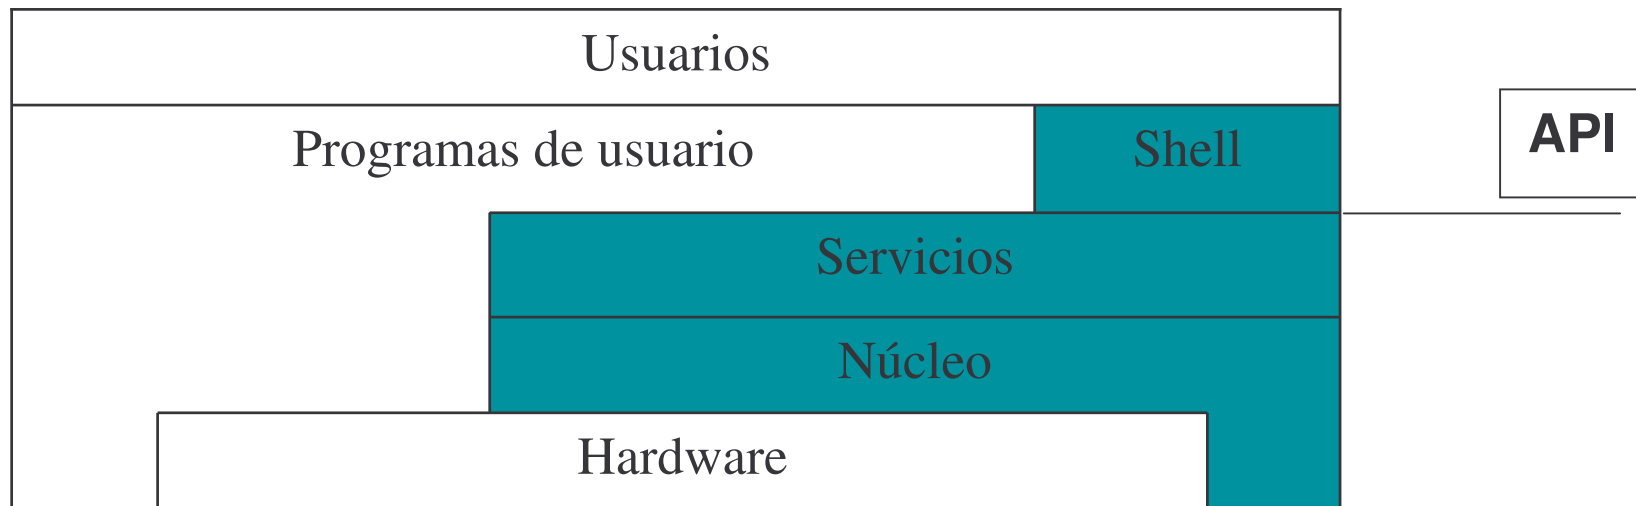 Usuarios
Programas de usuario
Shell
API
Servicios
Núcleo
Hardware